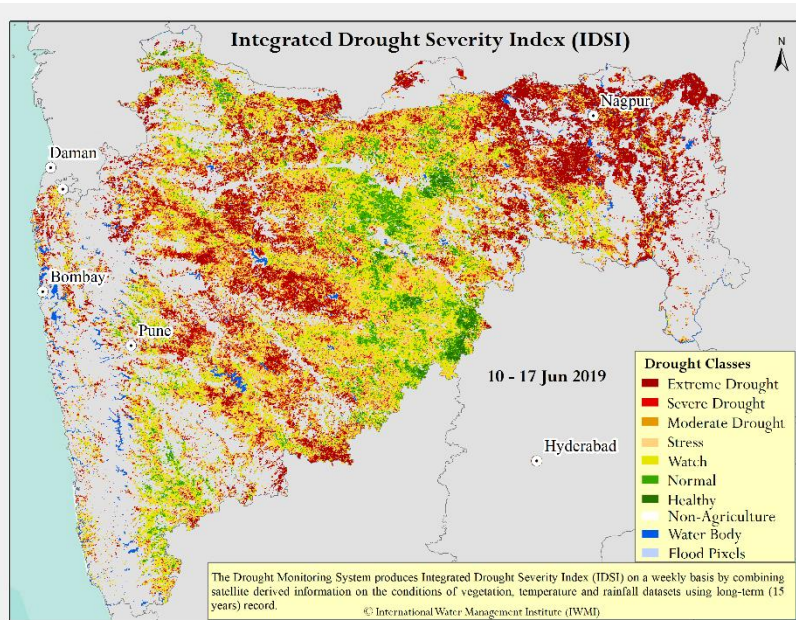 Integrated Drought Severity Index (IDSI)
N
Nagpur
Daman
Bombay
Pune
10 - 17 Jun 2019
Hyderabad
Drought Classes
Extreme Drought
Severe Drought
Moderate Drought
Stress
Watch
Normal
Healthy
Non-Agriculture
Water Body
Flood Pixels
The Drought Monitoring System produces Integrated Drought Severity Index (IDSI) on a weekly basis by combining
satellite derived information on the conditions of vegetation, temperature and rainfall datasets using long-term (15
years) record.
© International Water Management Institute (IWMI)